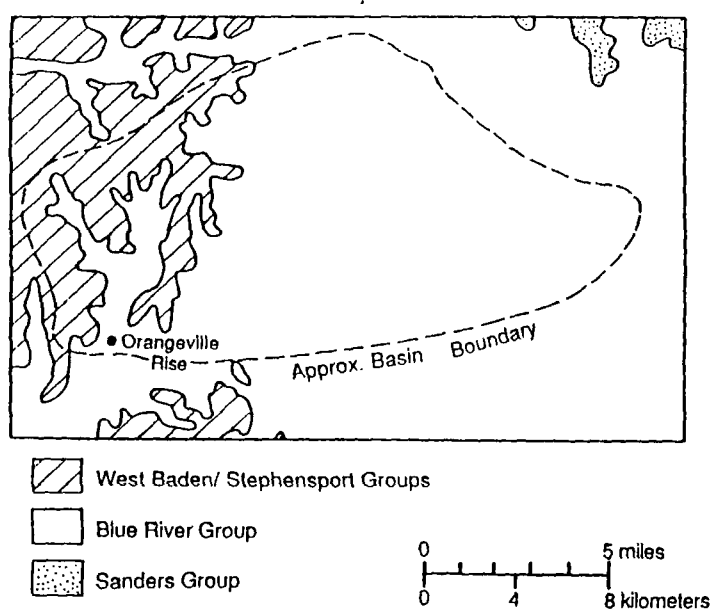 Orangeville
Rise
Approx. Basin Boundary
West Baden/ Stephensport Groups
Blue River Group
Sanders Group
0 5 miles
0 4 8 kilometers